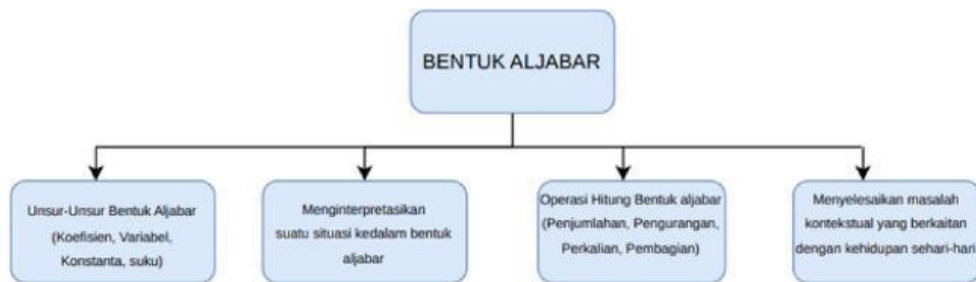 BENTUK ALJABAR
Unsur-Unsur Bentuk Aljabar
(Koefisien, Variabel,
Konstanta, suku)
Menginterpretasikan
suatu situasi kedalam bentuk
aljabar
Operasi Hitung Bentuk aljabar
(Penjumlahan, Pengurangan,
Perkalian, Pembagian)
Menyelesaikan masalah
kontekstual yang berkaitan
dengan kehidupan sehari-hari